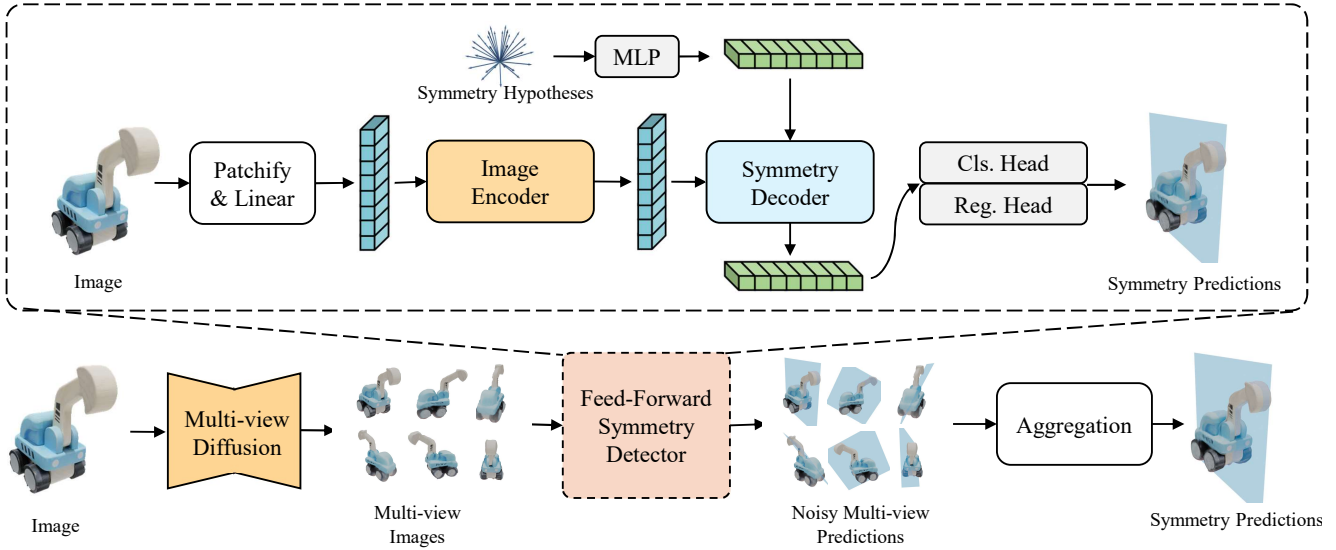 MLP
Symmetry Hypotheses
Patchify
& Linear
Image
Encoder
Symmetry
Decoder
Cls. Head
Reg. Head
Image
Symmetry Predictions
Multi-view
Diffusion
Feed-Forward
Symmetry
Detector
Aggregation
Image
Multi-view
Images
Noisy Multi-view
Predictions
Symmetry Predictions